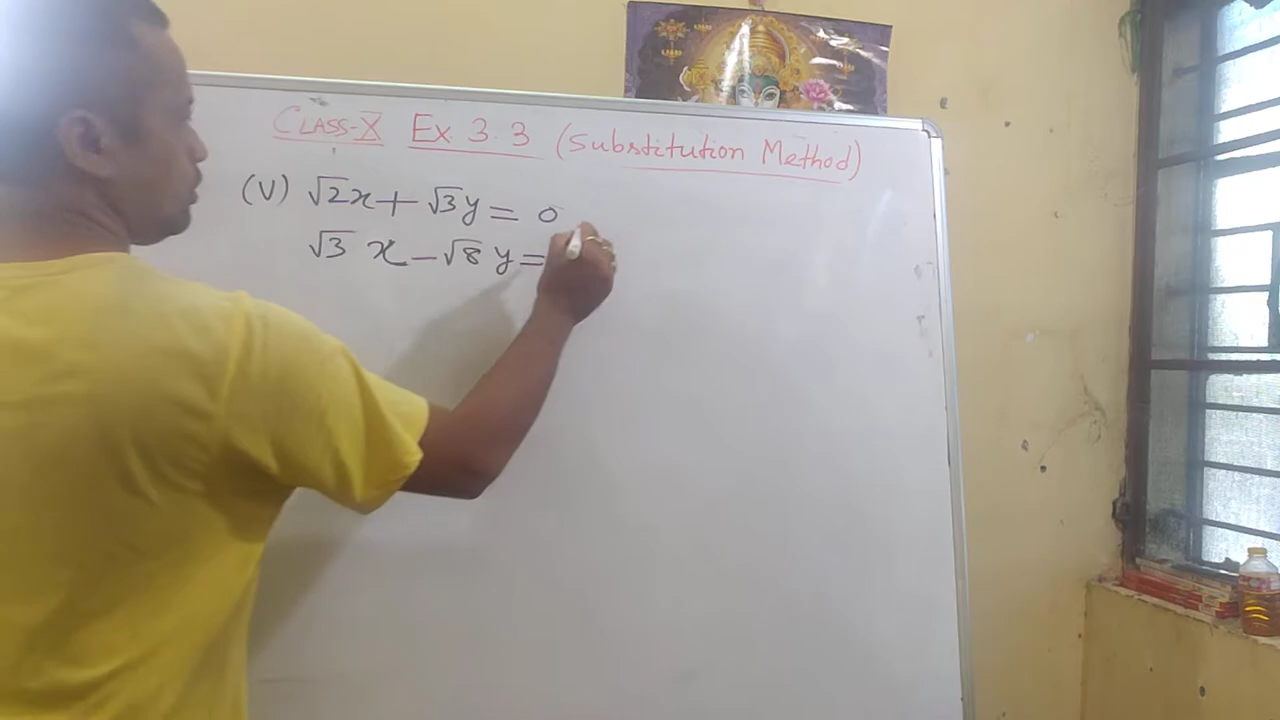 CLASS-X Ex 3.3 (Substitution Method)
(V) √2x + √3y = 0
√3 x - √8 y =